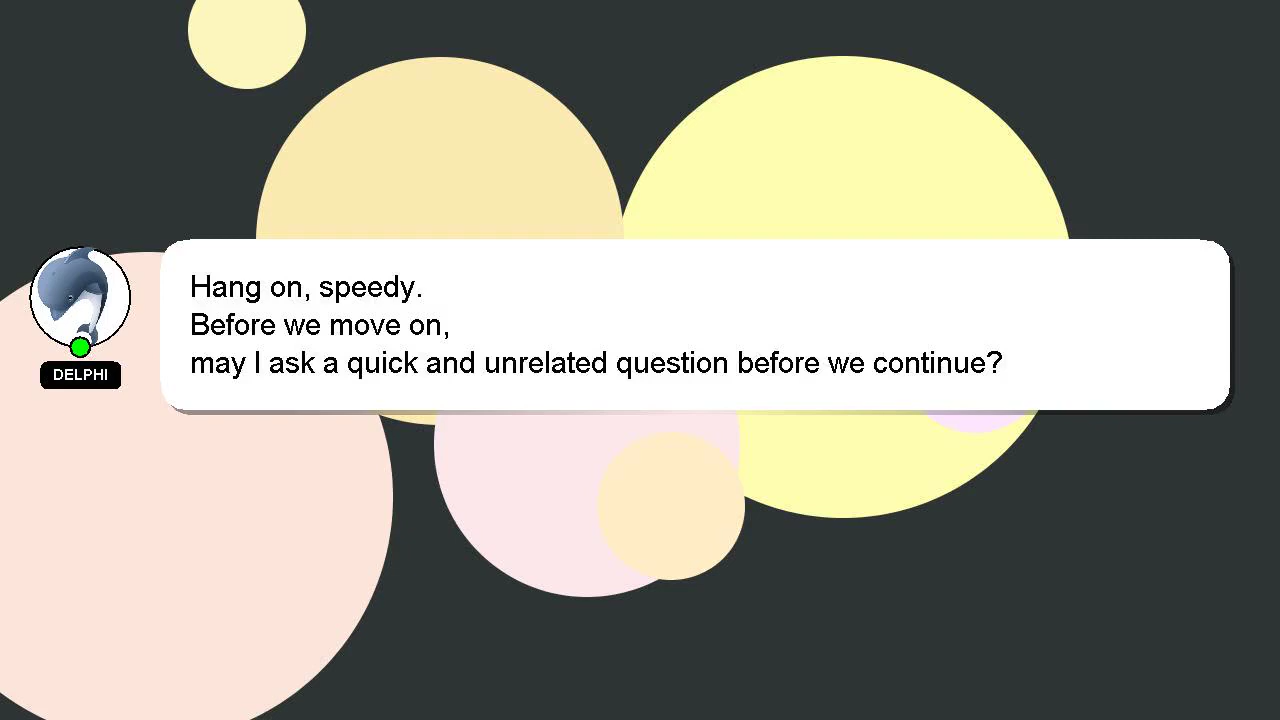 Hang on, speedy.
Before we move on,
may I ask a quick and unrelated question before we continue?
DELPHI